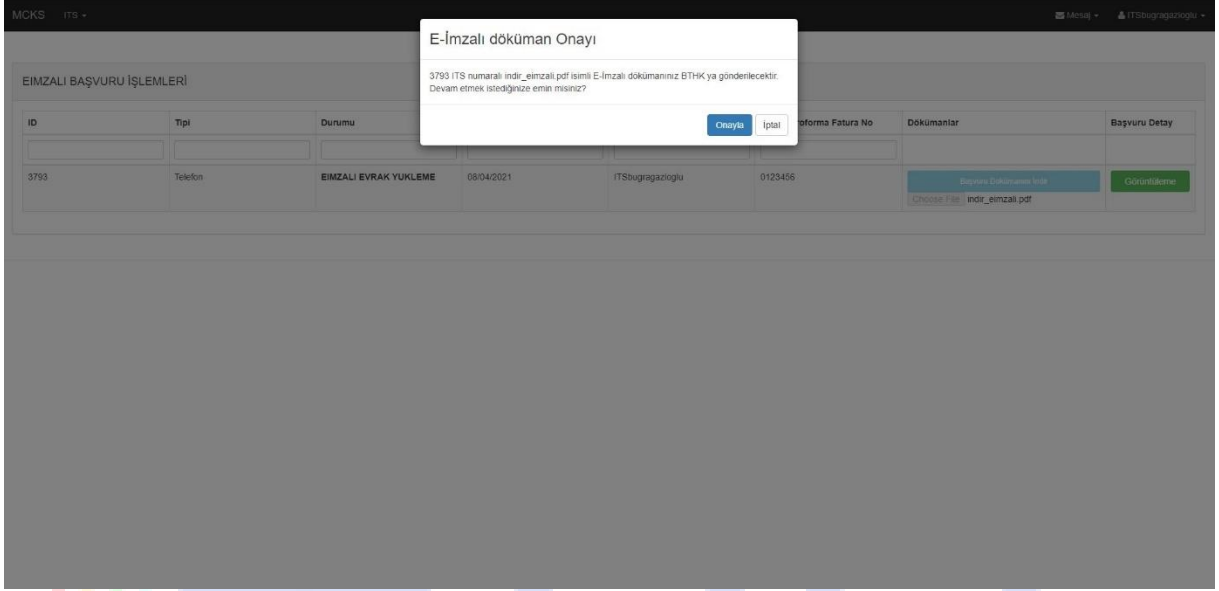 MCKS ITS
Mesaj ITSbugragazioglu
E-İmzalı döküman Onayı
3793 ITS numaralı indir_eimzali.pdf isimli E-İmzalı dökümanınız BTHK ya gönderilecektir.
Devam etmek istediğinize emin misiniz?
Onayla İptal
EIMZALI BAŞVURU İŞLEMLERİ
ID Tipi Durumu roforma Fatura No Dökümanlar Başvuru Detay
3793 Telefon EIMZALI EVRAK YUKLEME 08/04/2021 ITSbugragazioglu 0123456 Başvuru Dökümanını İndir Görüntüleme
Choose File indir_eimzali.pdf